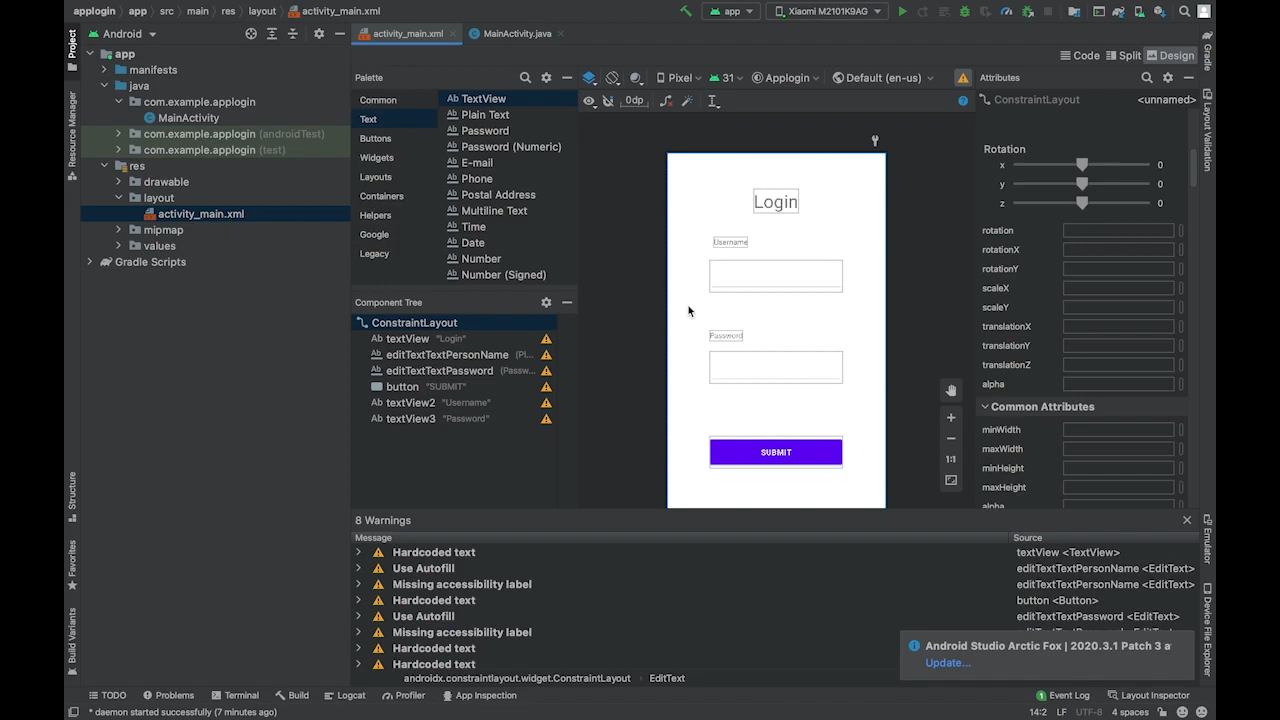 applogin
app
src
main
res
layout
activity_main.xml
app
Xiaomi M2101K9AG
Android
activity_main.xml
MainActivity.java
Code
Split
Design
Project
Resource Manager
Structure
Favorites
Build Variants
app
manifests
java
com.example.applogin
MainActivity
com.example.applogin (androidTest)
com.example.applogin (test)
res
drawable
layout
activity_main.xml
mipmap
values
Gradle Scripts
Palette
Common
Text
Buttons
Widgets
Layouts
Containers
Helpers
Google
Legacy
Ab TextView
Ab Plain Text
Ab Password
Ab Password (Numeric)
Ab E-mail
Ab Phone
Ab Postal Address
Ab Multiline Text
Ab Time
Ab Date
Ab Number
Ab Number (Signed)
Component Tree
ConstraintLayout
Ab textView "Login"
Ab editTextTextPersonName (Pl...
Ab editTextTextPassword (Passw...
button "SUBMIT"
Ab textView2 "Username"
Ab textView3 "Password"
Pixel
31
Applogin
Default (en-us)
0dp
Login
Username
Password
SUBMIT
1:1
Attributes
ConstraintLayout
<unnamed>
Rotation
x 0
y 0
z 0
rotation
rotationX
rotationY
scaleX
scaleY
translationX
translationY
translationZ
alpha
Common Attributes
minWidth
maxWidth
minHeight
maxHeight
alpha
Gradle
Layout Validation
Emulator
Device File Explorer
8 Warnings
Message
Source
Hardcoded text
textView <TextView>
Use Autofill
editTextTextPersonName <EditText>
Missing accessibility label
editTextTextPersonName <EditText>
Hardcoded text
button <Button>
Use Autofill
editTextTextPassword <EditText>
Missing accessibility label
Hardcoded text
Hardcoded text
Android Studio Arctic Fox | 2020.3.1 Patch 3 a
Update...
androidx.constraintlayout.widget.ConstraintLayout
EditText
TODO
Problems
Terminal
Build
Logcat
Profiler
App Inspection
1 Event Log
Layout Inspector
* daemon started successfully (7 minutes ago)
14:2
LF
UTF-8
4 spaces